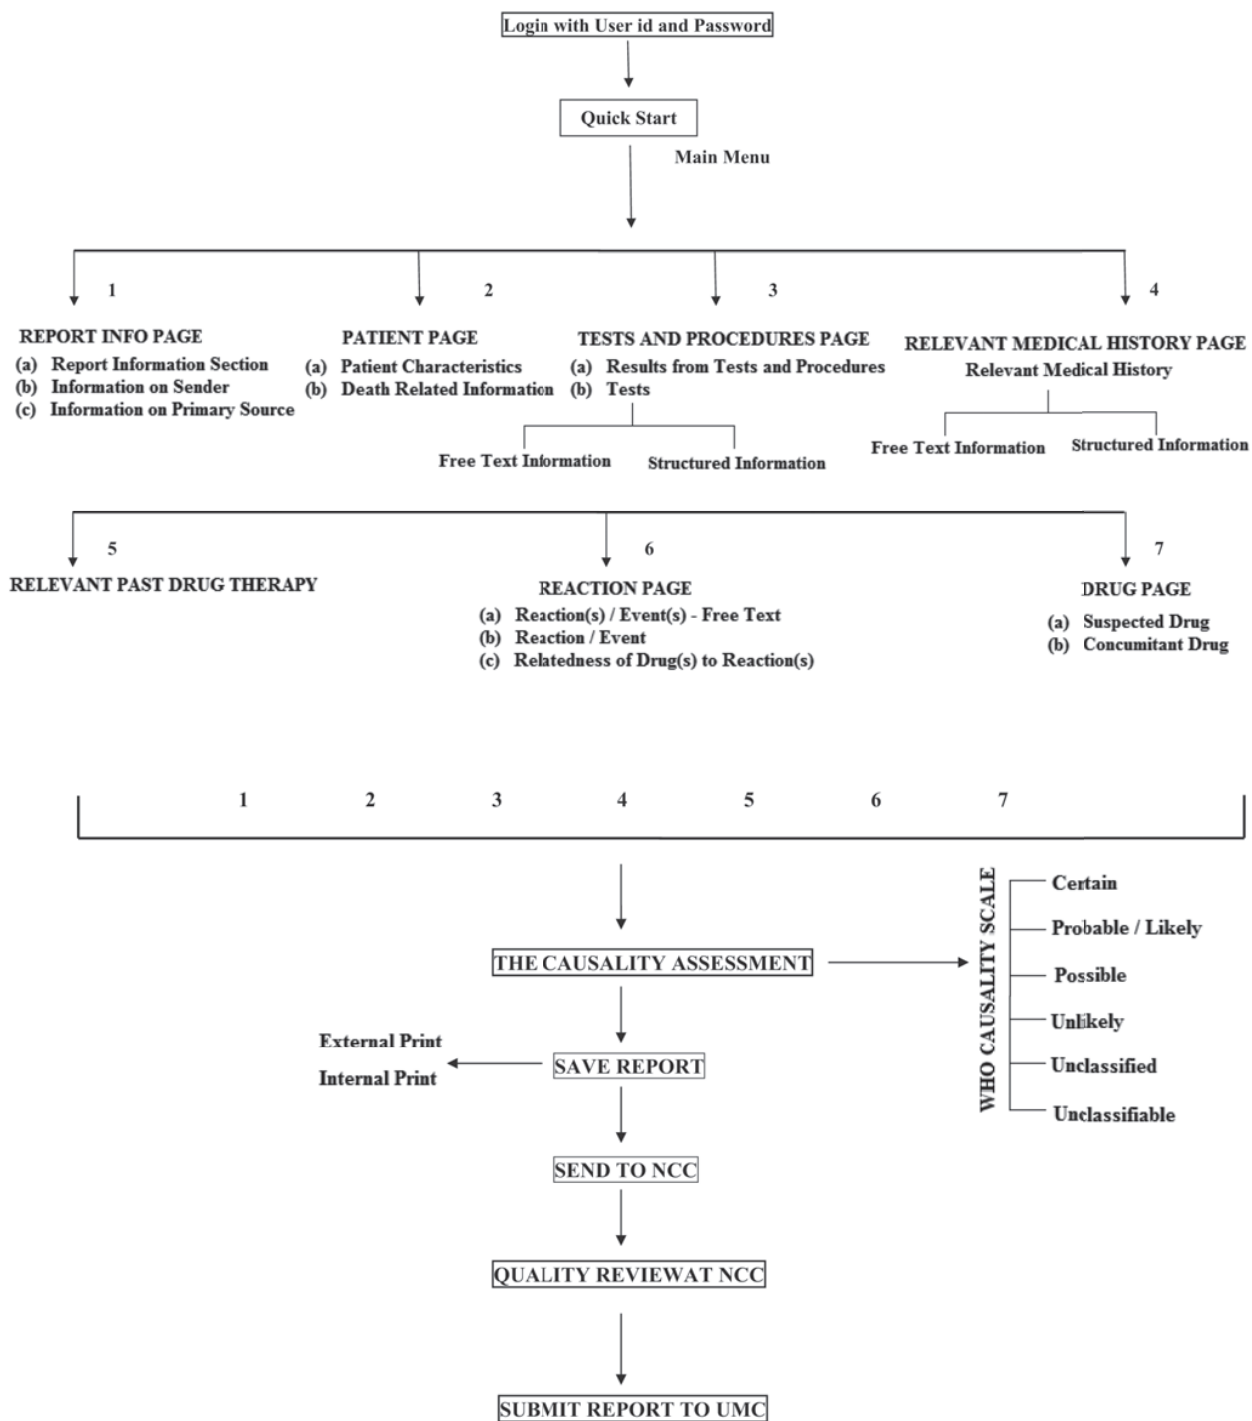 Login with User id and Password
Quick Start
Main Menu
1
REPORT INFO PAGE
(a) Report Information Section
(b) Information on Sender
(c) Information on Primary Source
2
PATIENT PAGE
(a) Patient Characteristics
(b) Death Related Information
3
TESTS AND PROCEDURES PAGE
(a) Results from Tests and Procedures
(b) Tests
Free Text Information
Structured Information
4
RELEVANT MEDICAL HISTORY PAGE
Relevant Medical History
Free Text Information
Structured Information
5
RELEVANT PAST DRUG THERAPY
6
REACTION PAGE
(a) Reaction(s) / Event(s) - Free Text
(b) Reaction / Event
(c) Relatedness of Drug(s) to Reaction(s)
7
DRUG PAGE
(a) Suspected Drug
(b) Concumitant Drug
1 2 3 4 5 6 7
THE CAUSALITY ASSESSMENT
WHO CAUSALITY SCALE
Certain
Probable / Likely
Possible
Unlikely
Unclassified
Unclassifiable
External Print
Internal Print
SAVE REPORT
SEND TO NCC
QUALITY REVIEWAT NCC
SUBMIT REPORT TO UMC